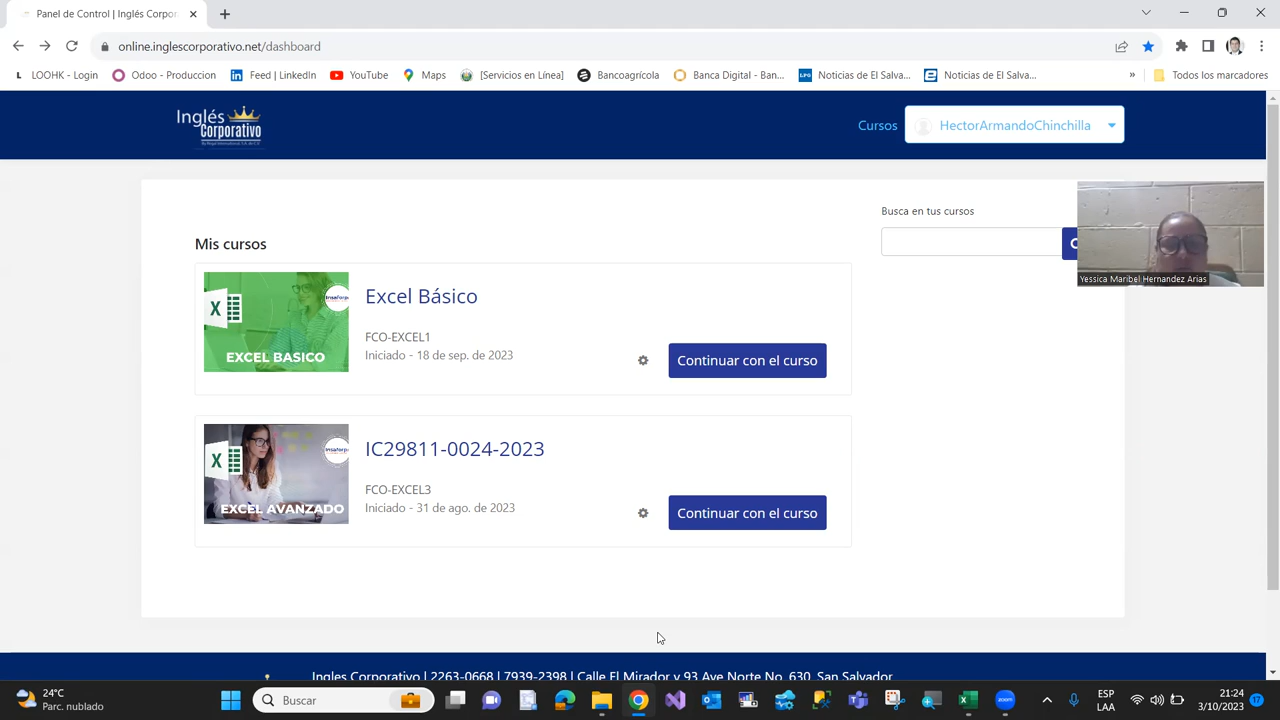 Panel de Control | Inglés Corpor
online.inglescorporativo.net/dashboard
LOOHK - Login
Odoo - Produccion
Feed | LinkedIn
YouTube
Maps
[Servicios en Linea]
Bancoagrícola
Banca Digital - Ban...
Noticias de El Salva...
Noticias de El Salva...
»
Todos los marcadores
Inglés
Corporativo
Cursos
HectorArmandoChinchilla
Busca en tus cursos
Yessica Maribel Hernandez Arias
Mis cursos
EXCEL BASICO
Excel Básico
FCO-EXCEL1
Iniciado - 18 de sep. de 2023
Continuar con el curso
EXCEL AVANZADO
IC29811-0024-2023
FCO-EXCEL3
Iniciado - 31 de ago. de 2023
Continuar con el curso
Ingles Corporativo | 2263-0668 | 7939-2398 | Calle El Mirador y 93 Ave Norte No. 630, San Salvador
24°C
Parc. nublado
Buscar
ESP
LAA
21:24
3/10/2023